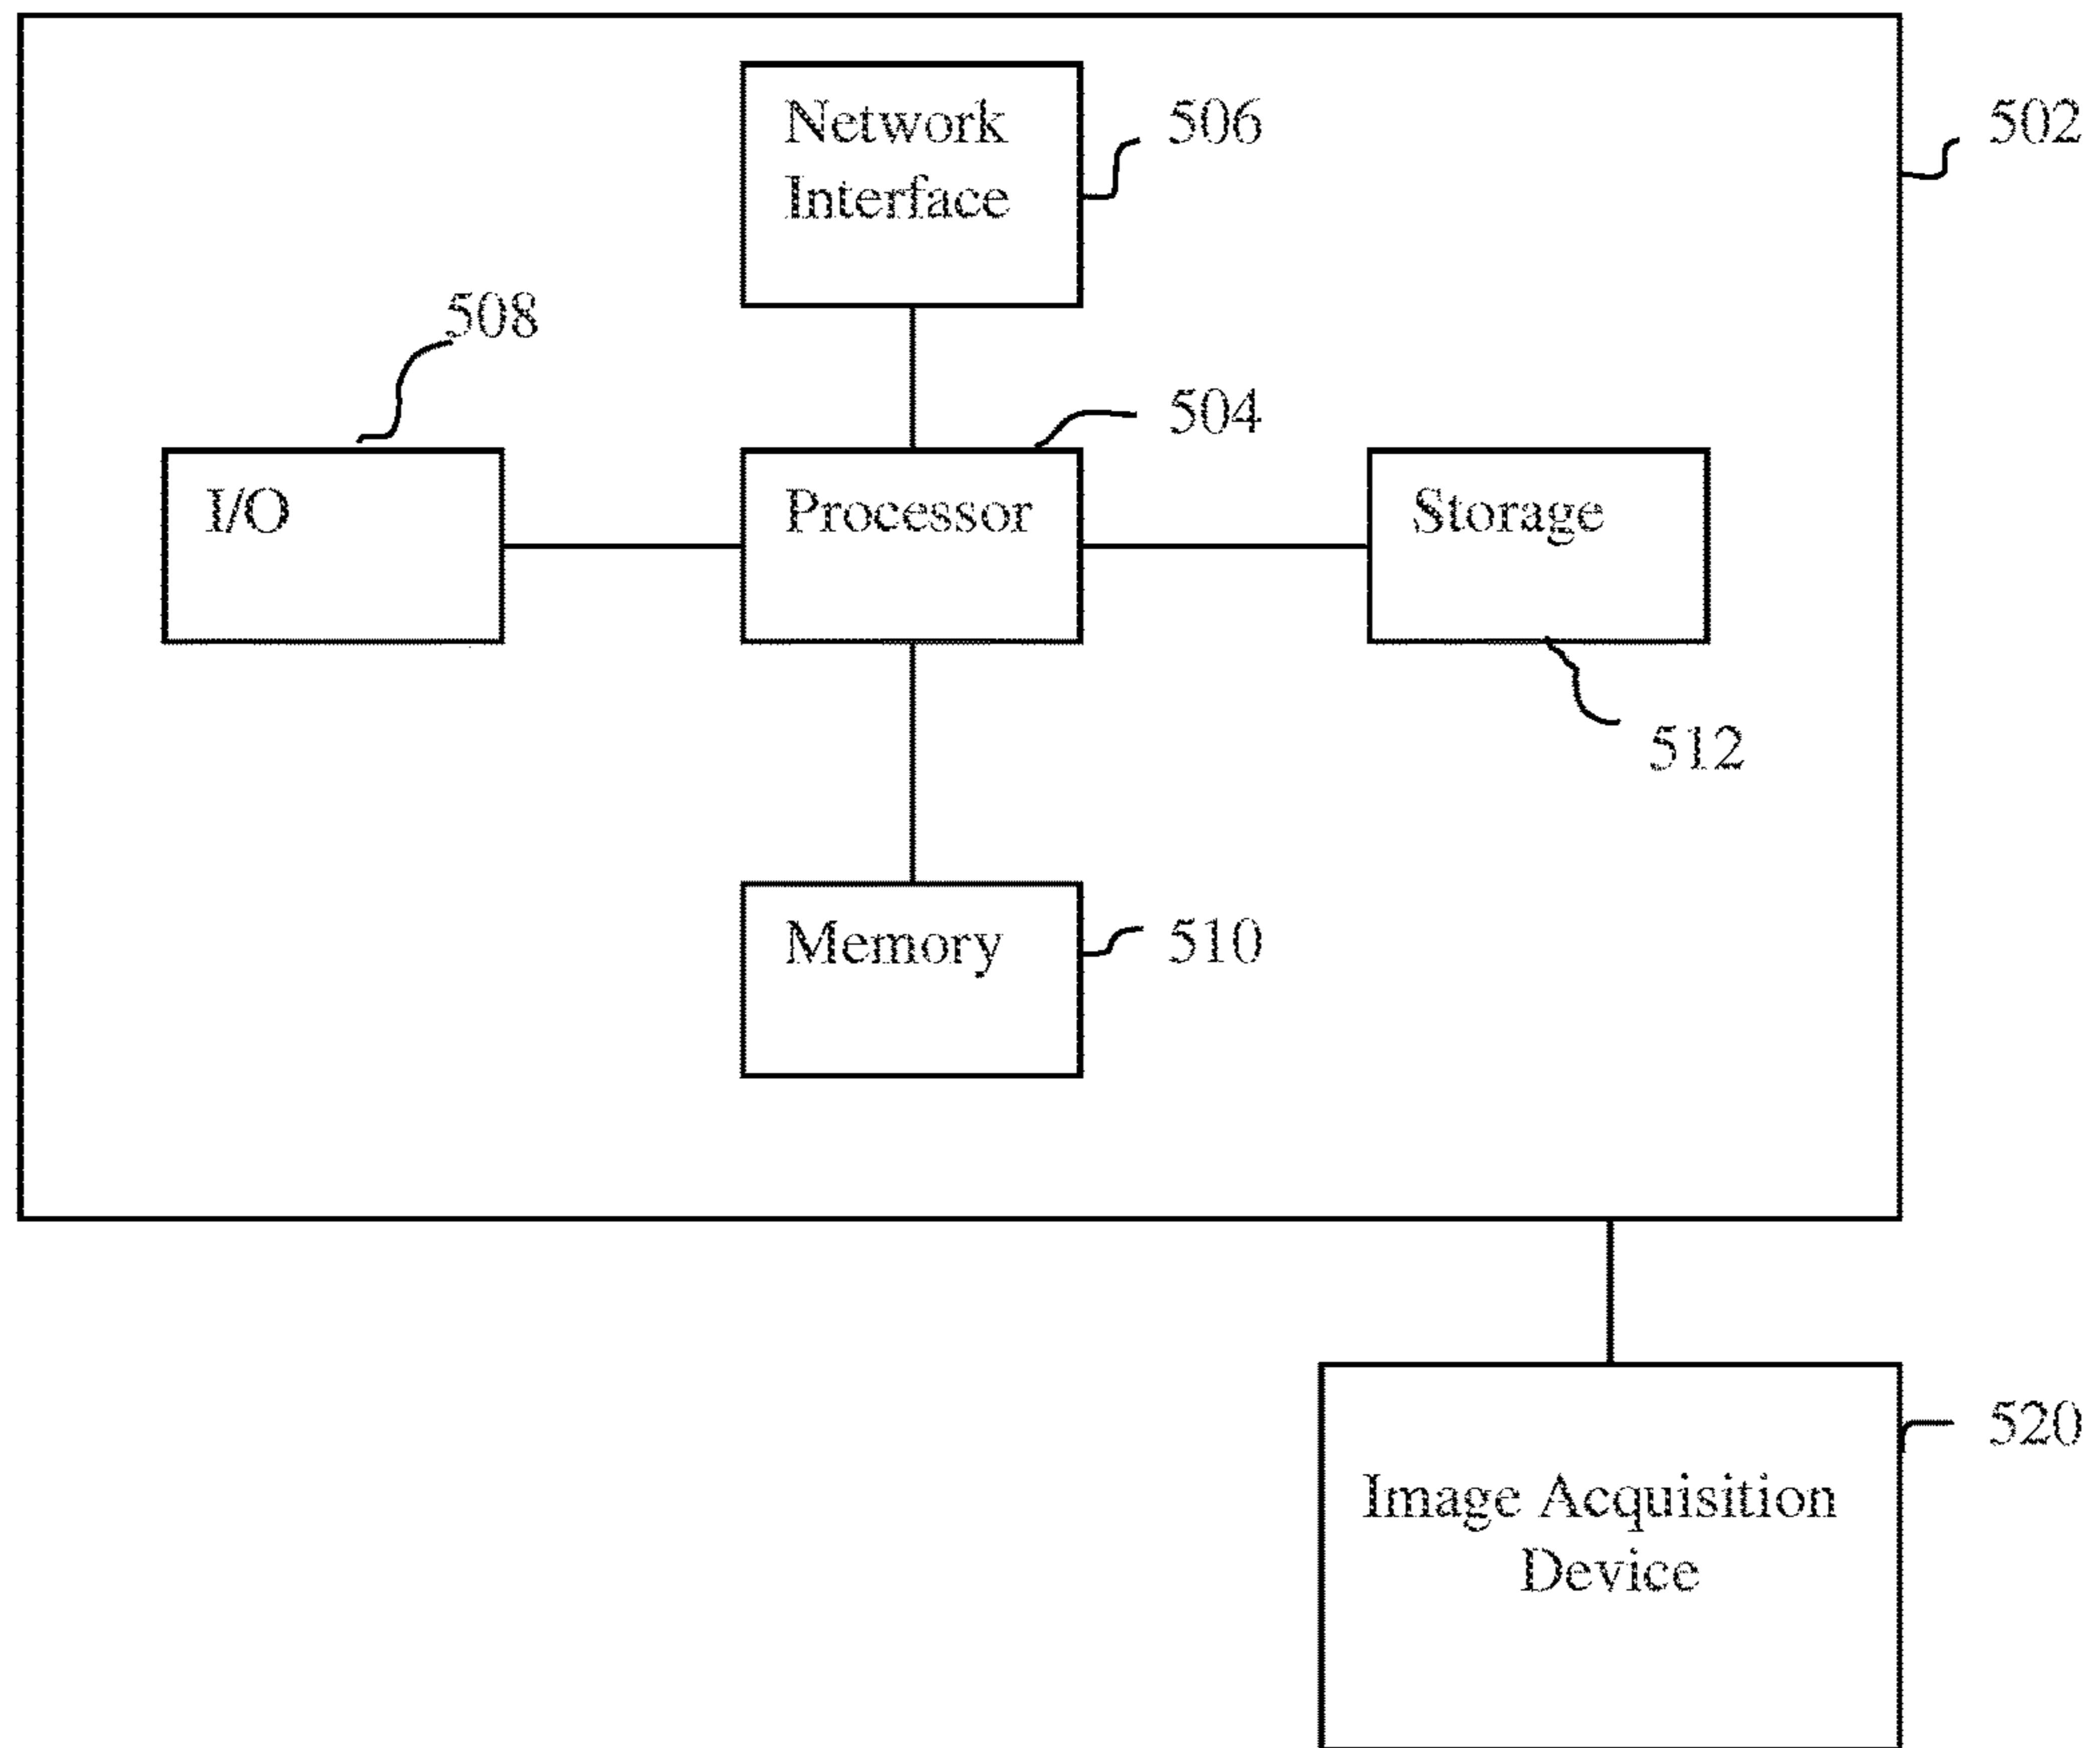 Network
Interface
506
502
508
504
I/O
Processor
Storage
512
Memory
510
520
Image Acquisition
Device